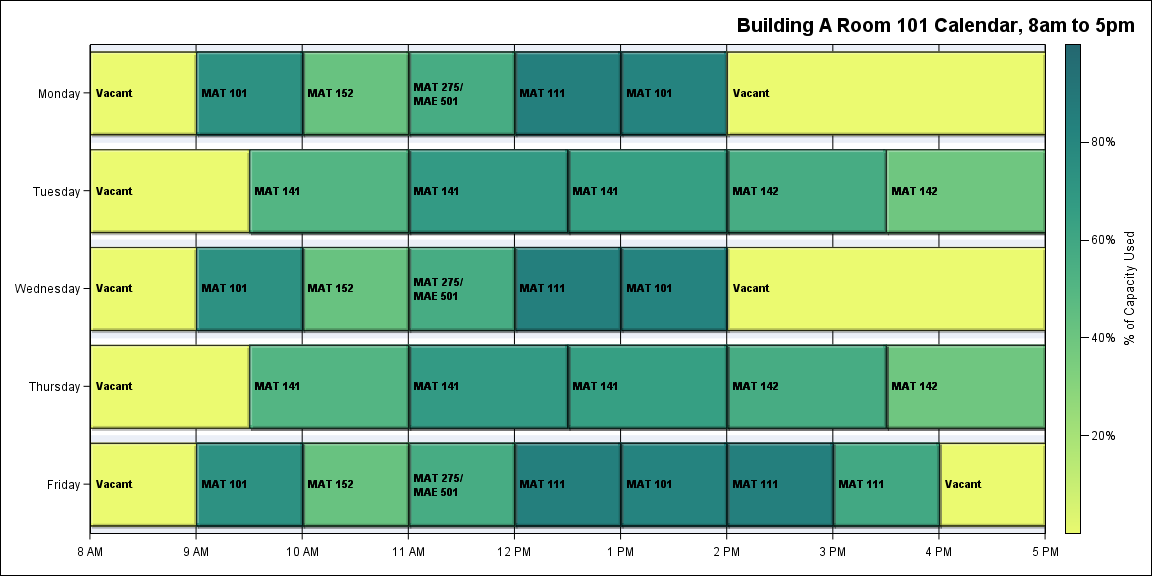 Building A Room 101 Calendar, 8am to 5pm
Monday
Vacant
MAT 101
MAT 152
MAT 275/
MAE 501
MAT 111
MAT 101
Vacant
Tuesday
Vacant
MAT 141
MAT 141
MAT 141
MAT 142
MAT 142
Wednesday
Vacant
MAT 101
MAT 152
MAT 275/
MAE 501
MAT 111
MAT 101
Vacant
Thursday
Vacant
MAT 141
MAT 141
MAT 141
MAT 142
MAT 142
Friday
Vacant
MAT 101
MAT 152
MAT 275/
MAE 501
MAT 111
MAT 101
MAT 111
MAT 111
Vacant
8 AM
9 AM
10 AM
11 AM
12 PM
1 PM
2 PM
3 PM
4 PM
5 PM
80%
60%
40%
20%
% of Capacity Used